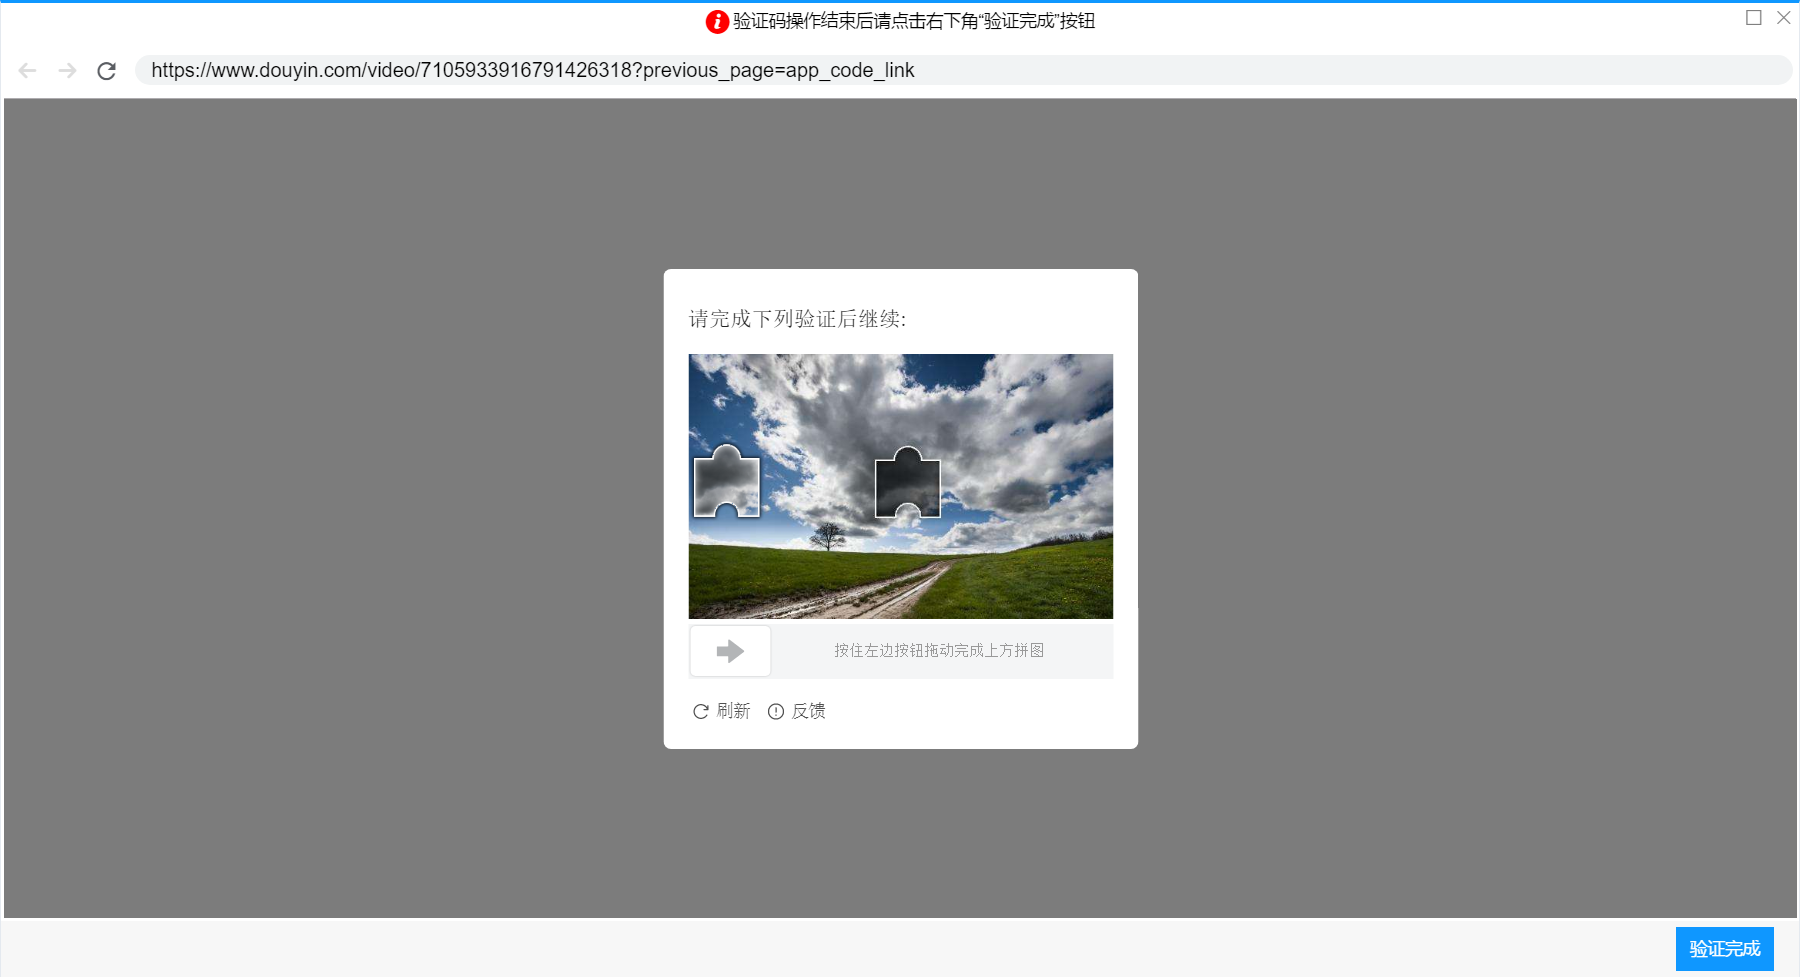 验证码操作结束后请点击右下角“验证完成”按钮
https://www.douyin.com/video/7105933916791426318?previous_page=app_code_link
请完成下列验证后继续:
按住左边按钮拖动完成上方拼图
刷新 反馈
验证完成